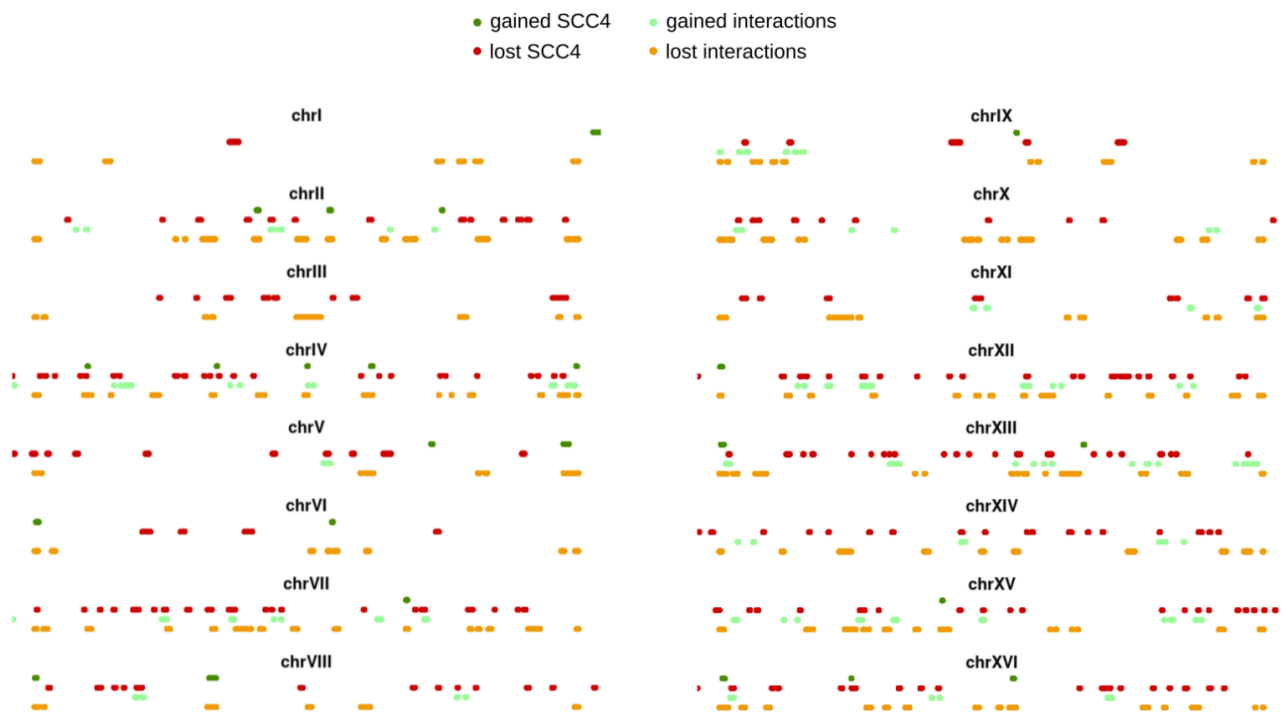 gained SCC4 gained interactions
lost SCC4 lost interactions
chrI chrIX
chrII chrX
chrIII chrXI
chrIV chrXII
chrV chrXIII
chrVI chrXIV
chrVII chrXV
chrVIII chrXVI